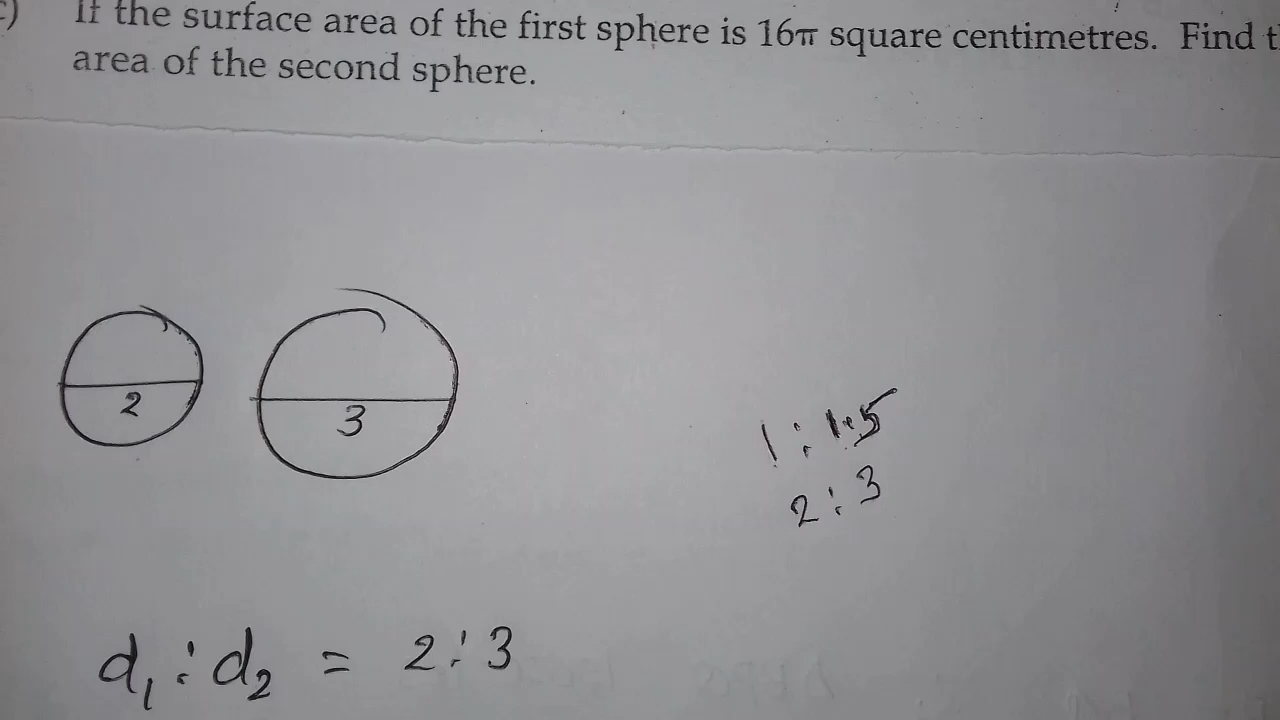 If the surface area of the first sphere is 16π square centimetres. Find
area of the second sphere.
2
3
1 : 1.5
2 : 3
d₁ : d₂ = 2 : 3